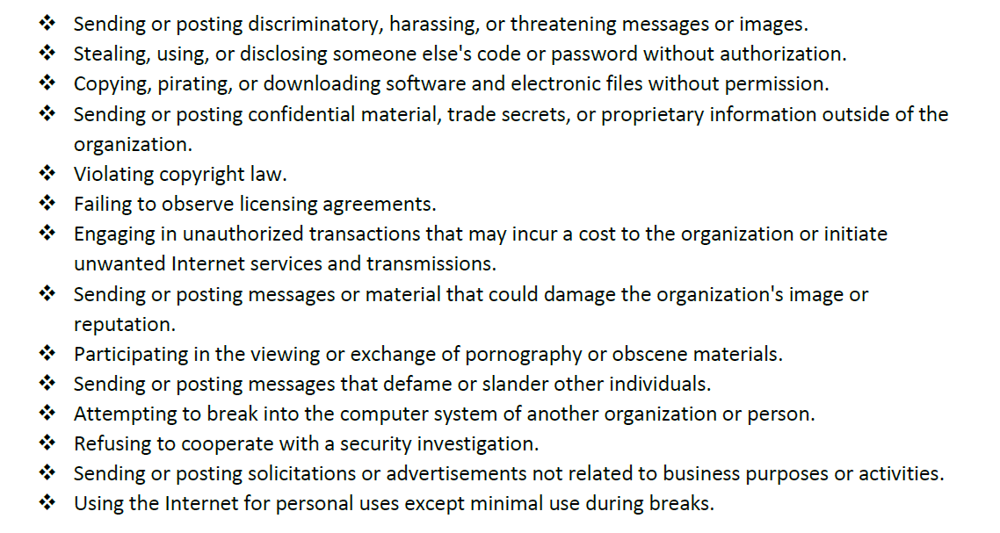 ❖ Sending or posting discriminatory, harassing, or threatening messages or images.
❖ Stealing, using, or disclosing someone else's code or password without authorization.
❖ Copying, pirating, or downloading software and electronic files without permission.
❖ Sending or posting confidential material, trade secrets, or proprietary information outside of the
organization.
❖ Violating copyright law.
❖ Failing to observe licensing agreements.
❖ Engaging in unauthorized transactions that may incur a cost to the organization or initiate
unwanted Internet services and transmissions.
❖ Sending or posting messages or material that could damage the organization's image or
reputation.
❖ Participating in the viewing or exchange of pornography or obscene materials.
❖ Sending or posting messages that defame or slander other individuals.
❖ Attempting to break into the computer system of another organization or person.
❖ Refusing to cooperate with a security investigation.
❖ Sending or posting solicitations or advertisements not related to business purposes or activities.
❖ Using the Internet for personal uses except minimal use during breaks.